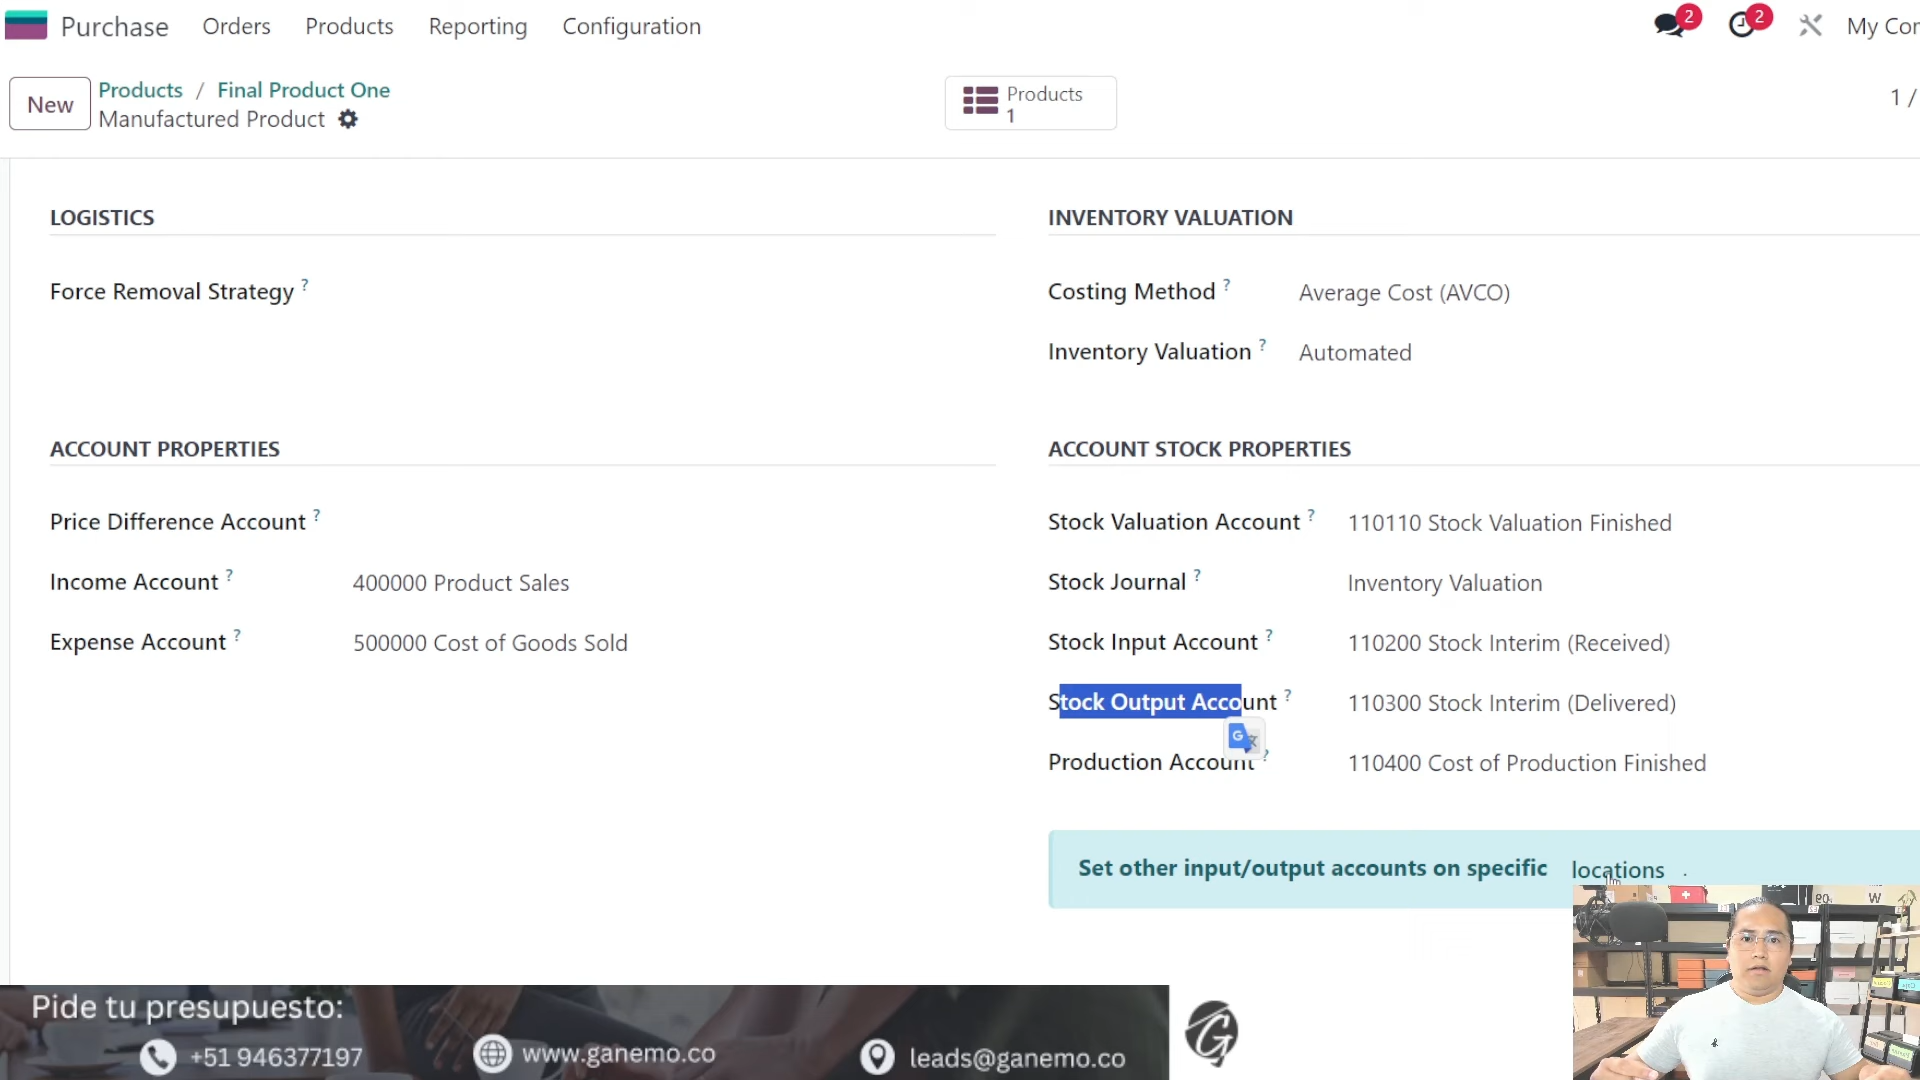 Purchase Orders Products Reporting Configuration 2 2 My Con
New
Products / Final Product One
Manufactured Product
Products
1
1 /
LOGISTICS
Force Removal Strategy ?
INVENTORY VALUATION
Costing Method ? Average Cost (AVCO)
Inventory Valuation ? Automated
ACCOUNT PROPERTIES
Price Difference Account ?
Income Account ? 400000 Product Sales
Expense Account ? 500000 Cost of Goods Sold
ACCOUNT STOCK PROPERTIES
Stock Valuation Account ? 110110 Stock Valuation Finished
Stock Journal ? Inventory Valuation
Stock Input Account ? 110200 Stock Interim (Received)
Stock Output Account ? 110300 Stock Interim (Delivered)
Production Account ? 110400 Cost of Production Finished
Set other input/output accounts on specific locations .
Pide tu presupuesto:
+51 946377197 www.ganemo.co leads@ganemo.co